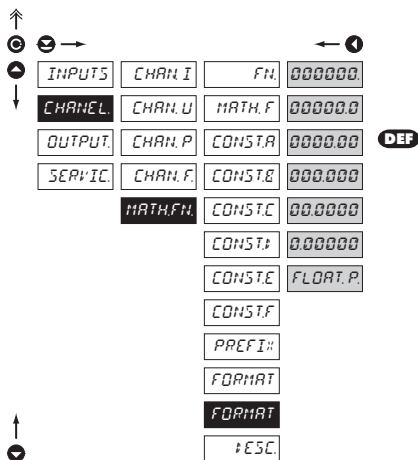 INPUTS CHAN. I FN. 000000.
CHANEL. CHAN. U MATH. F 00000.0
OUTPUT. CHAN. P CONST.A 0000.00 DEF
SERVIC. CHAN. F. CONST.B 000.000
MATH.FN. CONST.C 00.0000
CONST.D 0.00000
CONST.E FLOAT. P.
CONST.F
PREFIX
FORMAT
FORMAT
DESC.